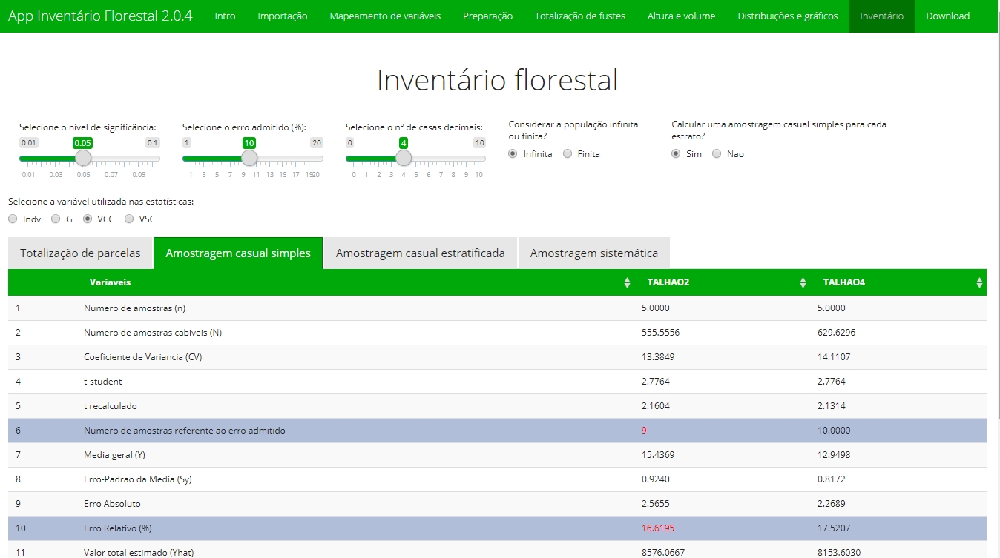 App Inventário Florestal 2.0.4 Intro Importação Mapeamento de variáveis Preparação Totalização de fustes Altura e volume Distribuições e gráficos Inventário Download
Inventário florestal
Selecione o nível de significância:
0.01 0.05 0.1
0.01 0.03 0.05 0.07 0.09
Selecione o erro admitido (%):
1 10 20
1 3 5 7 9 11 13 15 17 19 20
Selecione o nº de casas decimais:
0 4 10
0 1 2 3 4 5 6 7 8 9 10
Considerar a população infinita
ou finita?
Infinita Finita
Calcular uma amostragem casual simples para cada
estrato?
Sim Nao
Selecione a variável utilizada nas estatísticas:
Indv G VCC VSC
Totalização de parcelas Amostragem casual simples Amostragem casual estratificada Amostragem sistemática
Variaveis TALHAO2 TALHAO4
1 Numero de amostras (n) 5.0000 5.0000
2 Numero de amostras cabiveis (N) 555.5556 629.6296
3 Coeficiente de Variancia (CV) 13.3849 14.1107
4 t-student 2.7764 2.7764
5 t recalculado 2.1604 2.1314
6 Numero de amostras referente ao erro admitido 9 10.0000
7 Media geral (Y) 15.4369 12.9498
8 Erro-Padrao da Media (Sy) 0.9240 0.8172
9 Erro Absoluto 2.5655 2.2689
10 Erro Relativo (%) 16.6195 17.5207
11 Valor total estimado (Yhat) 8576.0667 8153.6030